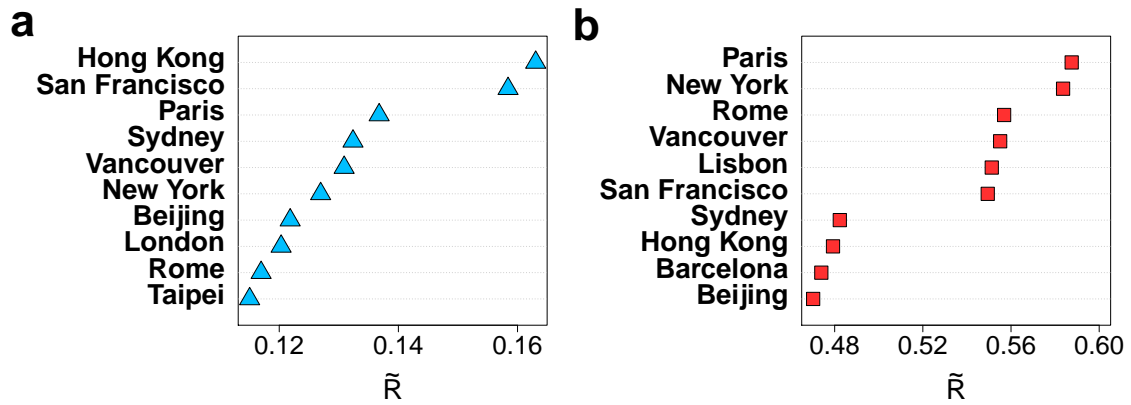 a
Hong Kong
San Francisco
Paris
Sydney
Vancouver
New York
Beijing
London
Rome
Taipei
0.12 0.14 0.16
R̃
b
Paris
New York
Rome
Vancouver
Lisbon
San Francisco
Sydney
Hong Kong
Barcelona
Beijing
0.48 0.52 0.56 0.60
R̃